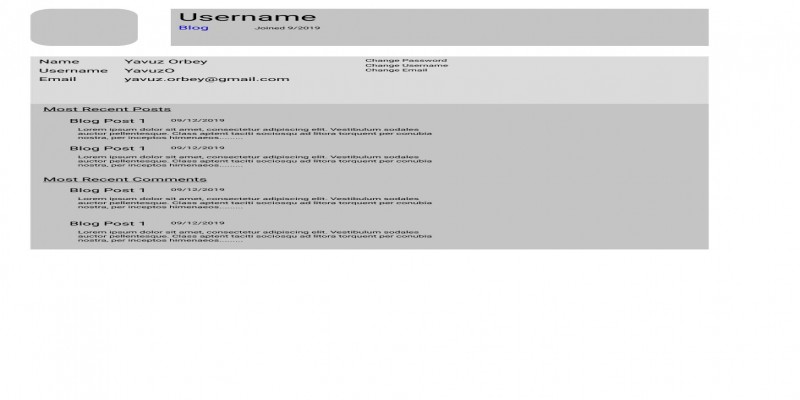 Username
Blog Joined 9/2019
Name Yavuz Orbey Change Password
Change Username
Username YavuzO Change Email
Email yavuz.orbey@gmail.com
Most Recent Posts
Blog Post 1 09/12/2019
Lorem ipsum dolor sit amet, consectetur adipiscing elit. Vestibulum sodales
auctor pellentesque. Class aptent taciti sociosqu ad litora torquent per conubia
nostra, per inceptos himenaeos.........
Blog Post 1 09/12/2019
Lorem ipsum dolor sit amet, consectetur adipiscing elit. Vestibulum sodales
auctor pellentesque. Class aptent taciti sociosqu ad litora torquent per conubia
nostra, per inceptos himenaeos.........
Most Recent Comments
Blog Post 1 09/12/2019
Lorem ipsum dolor sit amet, consectetur adipiscing elit. Vestibulum sodales
auctor pellentesque. Class aptent taciti sociosqu ad litora torquent per conubia
nostra, per inceptos himenaeos.........
Blog Post 1 09/12/2019
Lorem ipsum dolor sit amet, consectetur adipiscing elit. Vestibulum sodales
auctor pellentesque. Class aptent taciti sociosqu ad litora torquent per conubia
nostra, per inceptos himenaeos.........